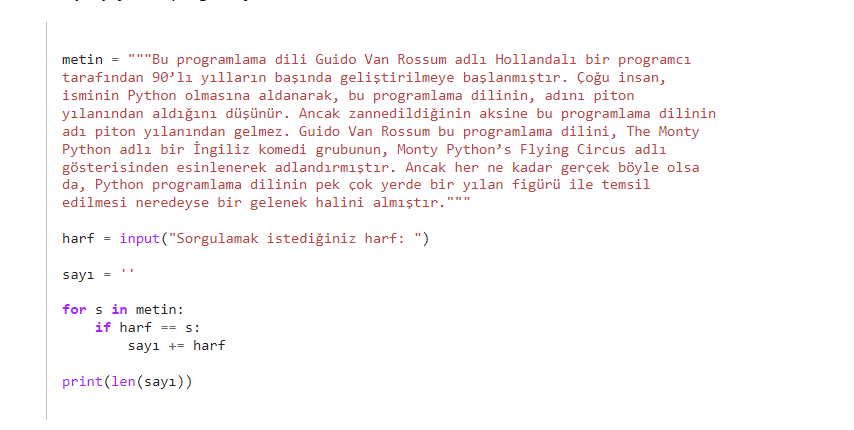 metin = """Bu programlama dili Guido Van Rossum adlı Hollandalı bir programcı
tarafından 90’lı yılların başında geliştirilmeye başlanmıştır. Çoğu insan,
isminin Python olmasına aldanarak, bu programlama dilinin, adını piton
yılanından aldığını düşünür. Ancak zannedildiğinin aksine bu programlama dilinin
adı piton yılanından gelmez. Guido Van Rossum bu programlama dilini, The Monty
Python adlı bir İngiliz komedi grubunun, Monty Python’s Flying Circus adlı
gösterisinden esinlenerek adlandırmıştır. Ancak her ne kadar gerçek böyle olsa
da, Python programlama dilinin pek çok yerde bir yılan figürü ile temsil
edilmesi neredeyse bir gelenek halini almıştır."""
harf = input("Sorgulamak istediğiniz harf: ")
sayı = ''
for s in metin:
    if harf == s:
        sayı += harf
print(len(sayı))